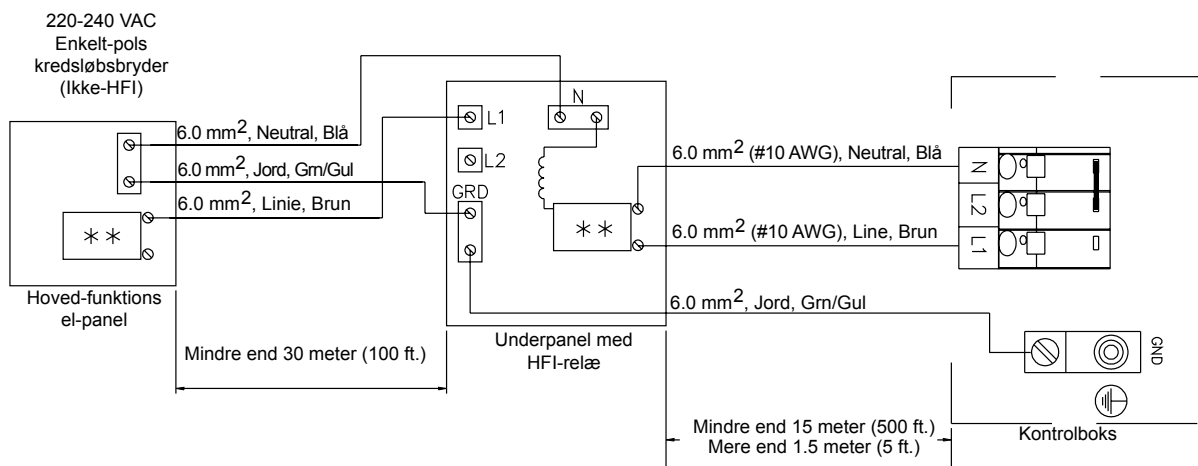 220-240 VAC
Enkelt-pols
kredsløbsbryder
(Ikke-HFI)
6.0 mm², Neutral, Blå
6.0 mm², Jord, Grn/Gul
6.0 mm², Linie, Brun
**
Hoved-funktions
el-panel
Mindre end 30 meter (100 ft.)
N
L1
L2
GRD
**
Underpanel med
HFI-relæ
6.0 mm² (#10 AWG), Neutral, Blå
6.0 mm² (#10 AWG), Line, Brun
6.0 mm², Jord, Grn/Gul
Mindre end 15 meter (500 ft.)
Mere end 1.5 meter (5 ft.)
N
L2
L1
GND
Kontrolboks